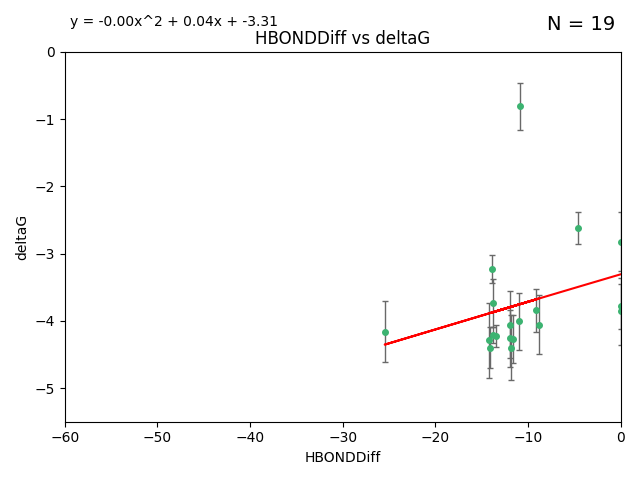 y = -0.00x^2 + 0.04x + -3.31
N = 19
HBONDDiff vs deltaG
deltaG
0
−1
−2
−3
−4
−5
−60
−50
−40
−30
−20
−10
0
HBONDDiff